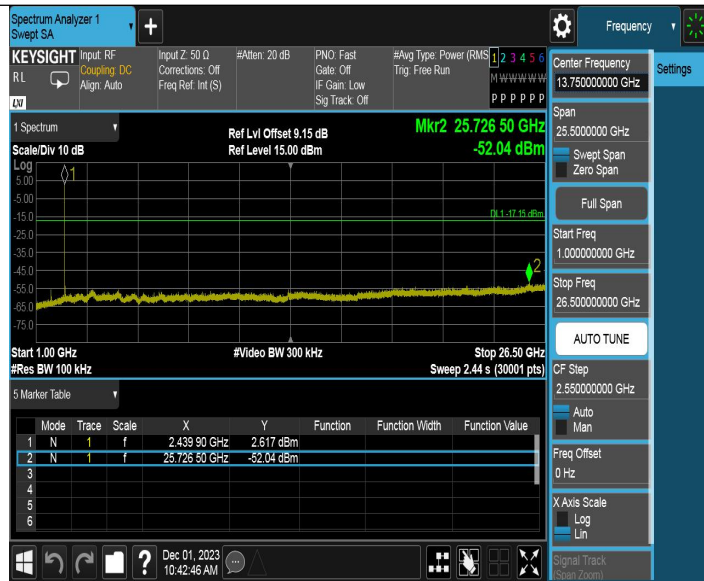 Spectrum Analyzer 1
Swept SA
Frequency
KEYSIGHT
RL
LXI
Input: RF
Coupling: DC
Align: Auto
Input Z: 50 Ω
Corrections: Off
Freq Ref: Int (S)
#Atten: 20 dB
PNO: Fast
Gate: Off
IF Gain: Low
Sig Track: Off
#Avg Type: Power (RMS
Trig: Free Run
1 2 3 4 5 6
M W W W W W
P P P P P P
Center Frequency
13.750000000 GHz
Settings
Span
25.5000000 GHz
Swept Span
Zero Span
Full Span
Start Freq
1.000000000 GHz
Stop Freq
26.500000000 GHz
AUTO TUNE
CF Step
2.550000000 GHz
Auto
Man
Freq Offset
0 Hz
X Axis Scale
Log
Lin
Signal Track
(Span Zoom)
1 Spectrum
Scale/Div 10 dB
Ref Lvl Offset 9.15 dB
Ref Level 15.00 dBm
Mkr2 25.726 50 GHz
-52.04 dBm
Log
5.00
-5.00
-15.0
-25.0
-35.0
-45.0
-55.0
-65.0
-75.0
1
DL1 -17.15 dBm
2
Start 1.00 GHz
#Video BW 300 kHz
Stop 26.50 GHz
#Res BW 100 kHz
Sweep 2.44 s (30001 pts)
5 Marker Table
Mode Trace Scale X Y Function Function Width Function Value
1 N 1 f 2.439 90 GHz 2.617 dBm
2 N 1 f 25.726 50 GHz -52.04 dBm
3
4
5
6
?
Dec 01, 2023
10:42:46 AM